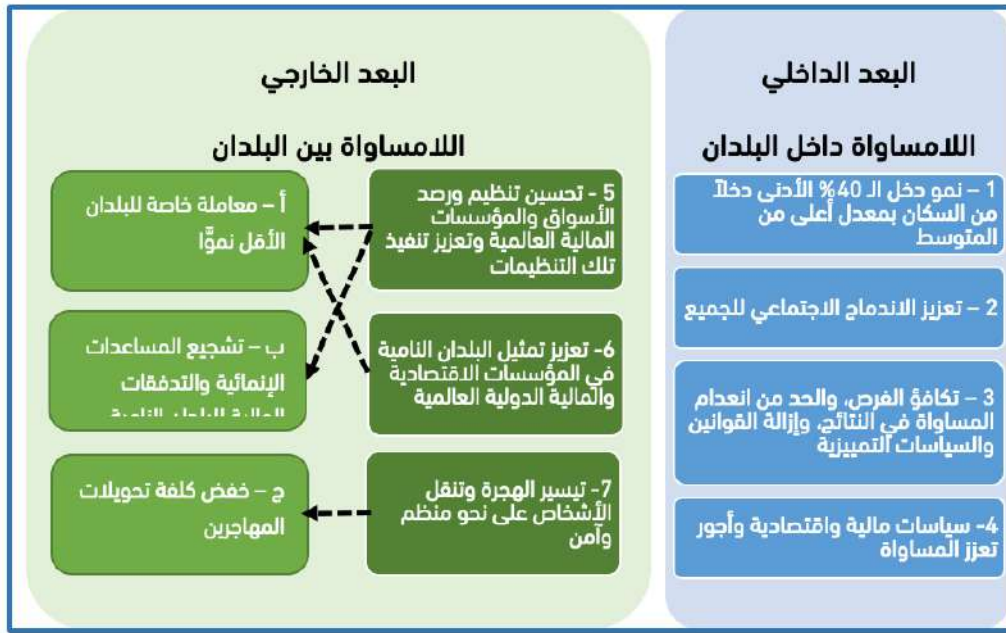 البعد الداخلي
اللامساواة داخل البلدان
1 – نمو دخل الـ 40% الأدنى دخلاً
من السكان بمعدل أعلى من
المتوسط
2 – تعزيز الاندماج الاجتماعي للجميع
3 – تكافؤ الفرص، والحد من انعدام
المساواة في النتائج، وإزالة القوانين
والسياسات التمييزية
4- سياسات مالية واقتصادية وأجور
تعزز المساواة
البعد الخارجي
اللامساواة بين البلدان
5 - تحسين تنظيم ورصد
الأسواق والمؤسسات
المالية العالمية وتعزيز تنفيذ
تلك التنظيمات
6- تعزيز تمثيل البلدان النامية
في المؤسسات الاقتصادية
والمالية الدولية العالمية
7- تيسير الهجرة وتنقل
الأشخاص على نحو منظم
وآمن
أ – معاملة خاصة للبلدان
الأقل نموًّا
ب – تشجيع المساعدات
الإنمائية والتدفقات
المالية للبلدان النامية
ج – خفض كلفة تحويلات
المهاجرين